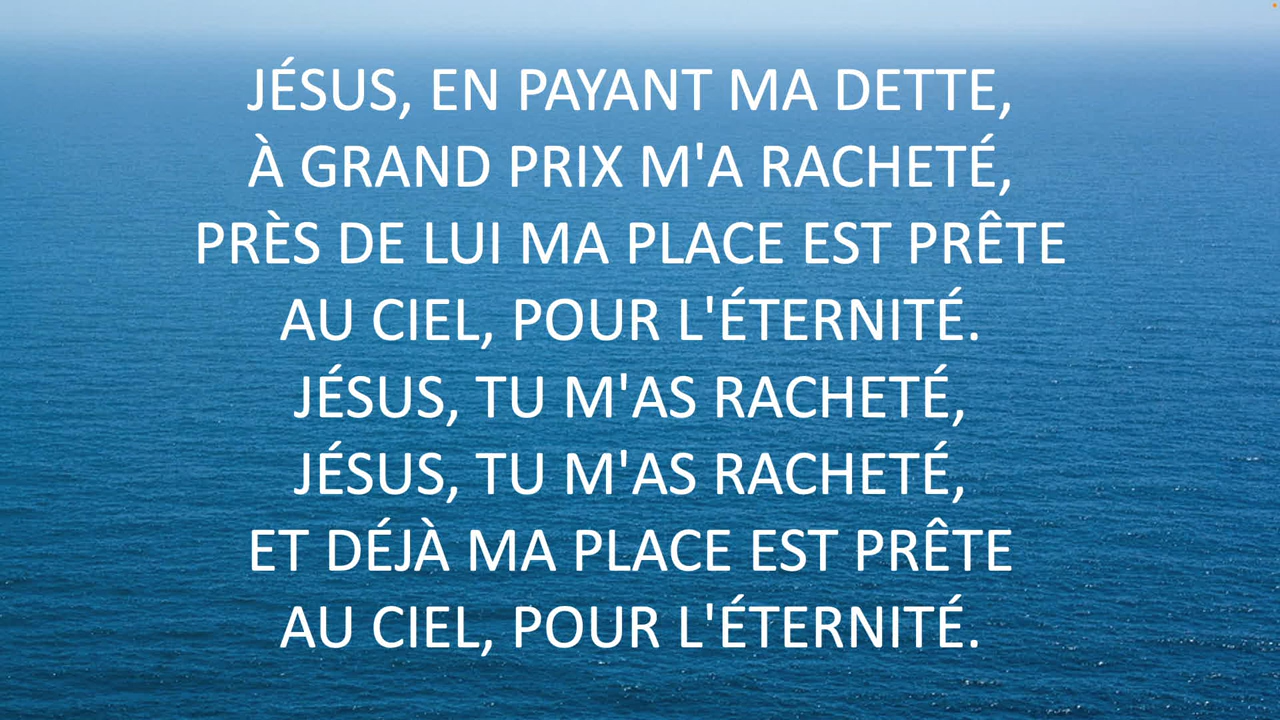 JÉSUS, EN PAYANT MA DETTE,
À GRAND PRIX M'A RACHETÉ,
PRÈS DE LUI MA PLACE EST PRÊTE
AU CIEL, POUR L'ÉTERNITÉ.
JÉSUS, TU M'AS RACHETÉ,
JÉSUS, TU M'AS RACHETÉ,
ET DÉJÀ MA PLACE EST PRÊTE
AU CIEL, POUR L'ÉTERNITÉ.